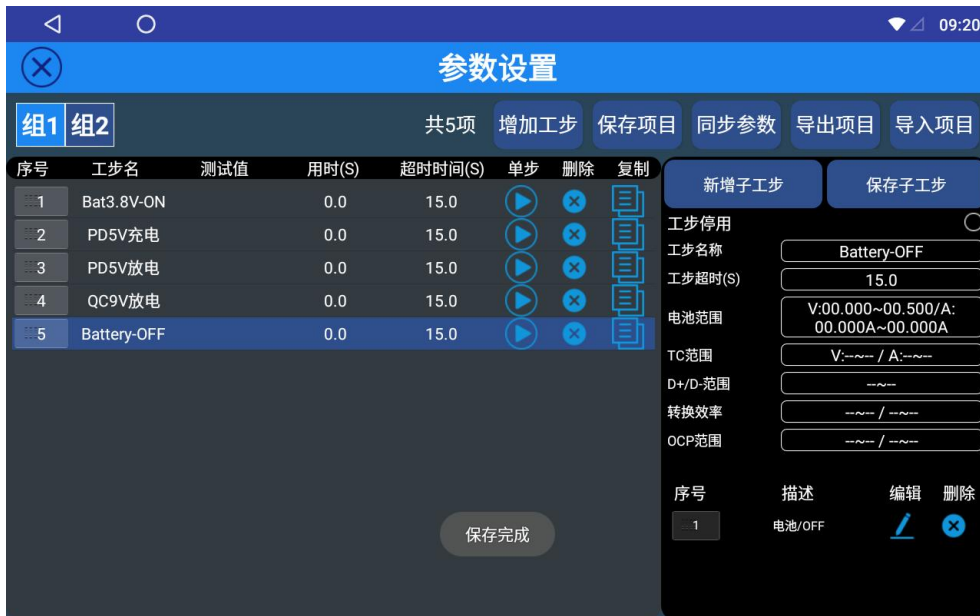 09:20
参数设置
组1 组2 共5项 增加工步 保存项目 同步参数 导出项目 导入项目
序号 工步名 测试值 用时(S) 超时时间(S) 单步 删除 复制
1 Bat3.8V-ON 0.0 15.0
2 PD5V充电 0.0 15.0
3 PD5V放电 0.0 15.0
4 QC9V放电 0.0 15.0
5 Battery-OFF 0.0 15.0
保存完成
新增子工步 保存子工步
工步停用
工步名称 Battery-OFF
工步超时(S) 15.0
电池范围 V:00.000~00.500/A:
00.000A~00.000A
TC范围 V:--~-- / A:--~--
D+/D-范围 --~--
转换效率 --~-- / --~--
OCP范围 --~-- / --~--
序号 描述 编辑 删除
1 电池/OFF